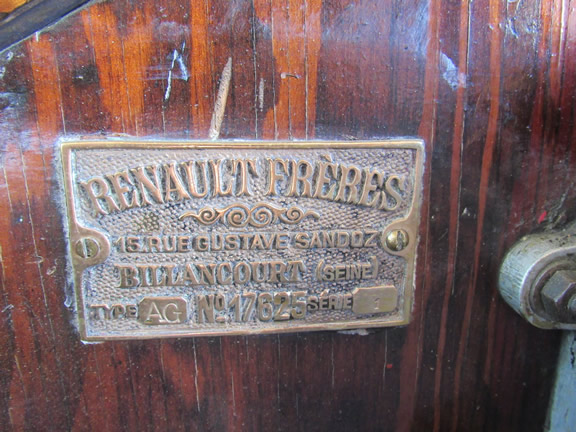 RENAULT FRÈRES
15.RUE GUSTAVE SANDOZ
BILLANCOURT (SEINE)
TYPE AG No 17625 SÉRIE